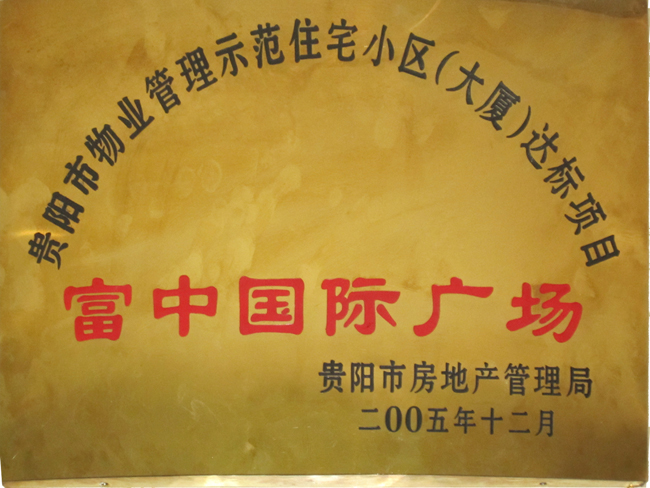 贵阳市物业管理示范住宅小区(大厦)达标项目
富中国际广场
贵阳市房地产管理局
二00五年十二月